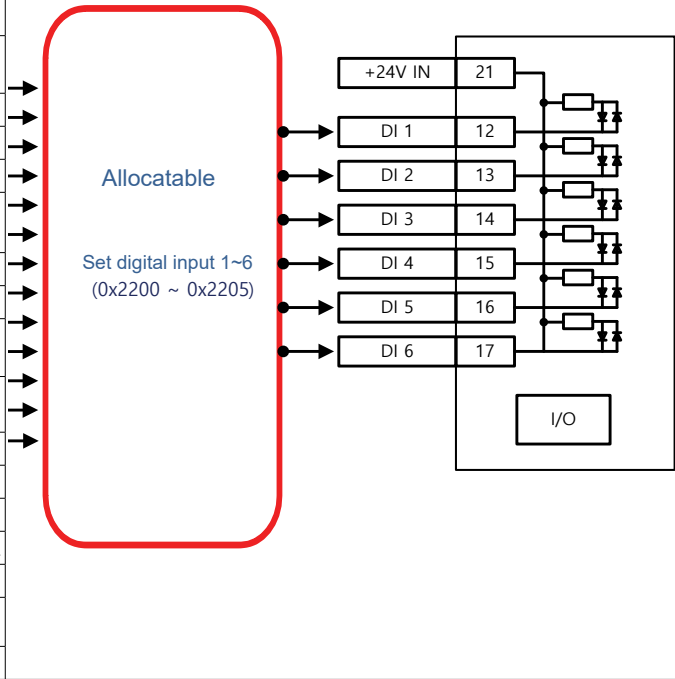 Allocatable
Set digital input 1~6
(0x2200 ~ 0x2205)
+24V IN 21
DI 1 12
DI 2 13
DI 3 14
DI 4 15
DI 5 16
DI 6 17
I/O